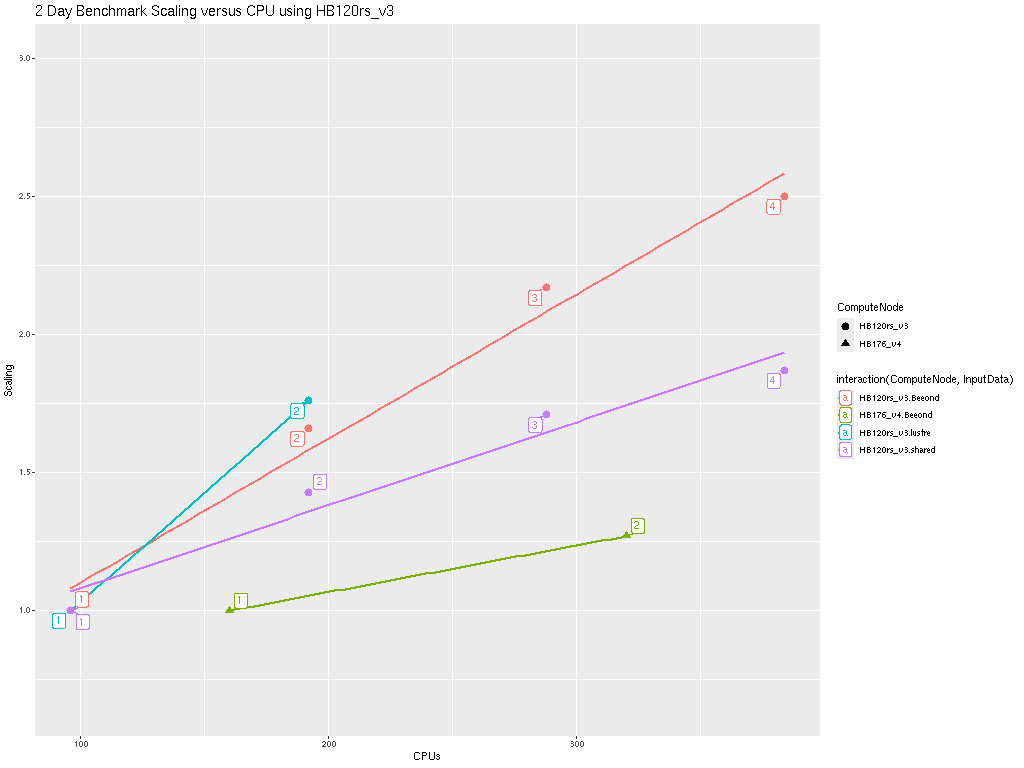 2 Day Benchmark Scaling versus CPU using HB120rs_v3
3.0
2.5
2.0
1.5
1.0
Scaling
4
3
4
2
2
3
2
2
1
1
1
1
100
200
300
CPUs
ComputeNode
HB120rs_v3
HB176_v4
interaction(ComputeNode, InputData)
a HB120rs_v3.Beeond
a HB176_v4.Beeond
a HB120rs_v3.lustre
a HB120rs_v3.shared